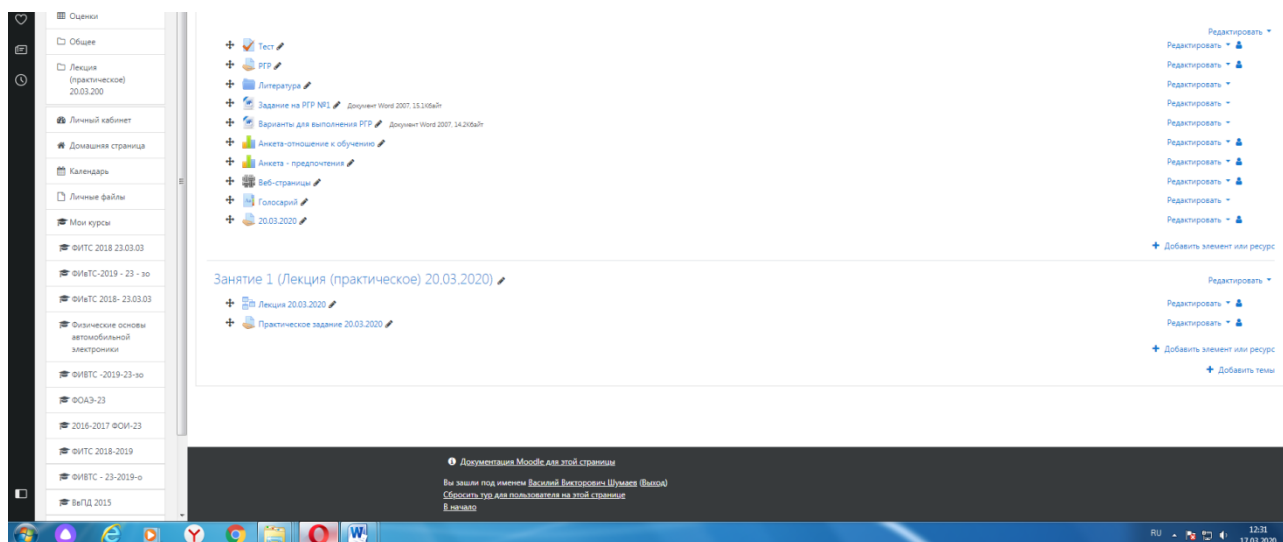 Оценки
Общее
Лекция
(практическое)
20.03.200
Личный кабинет
Домашняя страница
Календарь
Личные файлы
Мои курсы
ФИТС 2018 23.03.03
ФИвТС-2019 - 23 - зо
ФИвТС 2018- 23.03.03
Физические основы
автомобильной
электроники
ФИВТС -2019-23-зо
ФОАЭ-23
2016-2017 ФОИ-23
ФИТС 2018-2019
ФИВТС - 23-2019-о
ВвПД 2015
Редактировать
Тест Редактировать
РГР Редактировать
Литература Редактировать
Задание на РГР №1 Документ Word 2007, 15.1Кбайт Редактировать
Варианты для выполнения РГР Документ Word 2007, 14.2Кбайт Редактировать
Анкета-отношение к обучению Редактировать
Анкета - предпочтения Редактировать
Веб-страницы Редактировать
Голосарий Редактировать
20.03.2020 Редактировать
Добавить элемент или ресурс
Занятие 1 (Лекция (практическое) 20.03.2020) Редактировать
Лекция 20.03.2020 Редактировать
Практическое задание 20.03.2020 Редактировать
Добавить элемент или ресурс
Добавить темы
Документация Moodle для этой страницы
Вы зашли под именем Василий Викторович Шумаев (Выход)
Сбросить тур для пользователя на этой странице
В начало
RU 12:31
17.03.2020